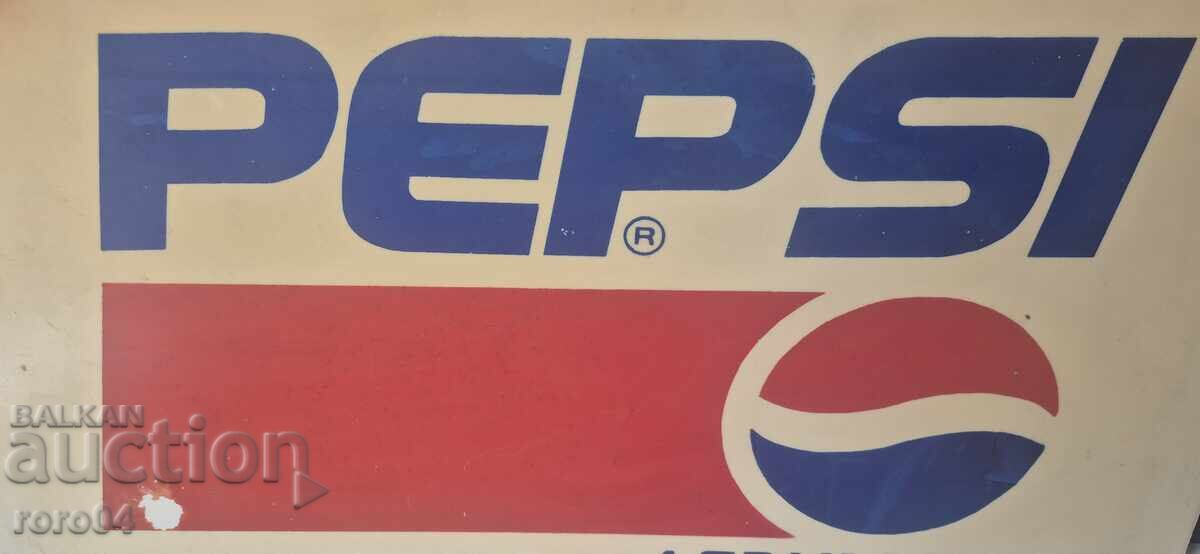 PEPSI
®
BALKAN
auction
roro04